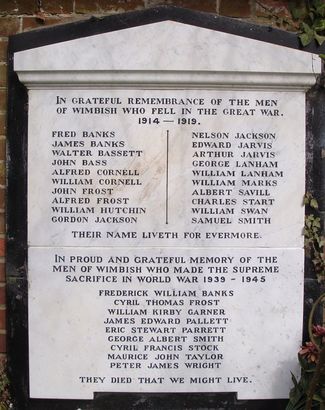 IN GRATEFUL REMEMBRANCE OF THE MEN
OF WIMBISH WHO FELL IN THE GREAT WAR.
1914 — 1919.
FRED BANKS
JAMES BANKS
WALTER BASSETT
JOHN BASS
ALFRED CORNELL
WILLIAM CORNELL
JOHN FROST
ALFRED FROST
WILLIAM HUTCHIN
GORDON JACKSON
NELSON JACKSON
EDWARD JARVIS
ARTHUR JARVIS
GEORGE LANHAM
WILLIAM LANHAM
WILLIAM MARKS
ALBERT SAVILL
CHARLES START
WILLIAM SWAN
SAMUEL SMITH
THEIR NAME LIVETH FOR EVERMORE.
IN PROUD AND GRATEFUL MEMORY OF THE
MEN OF WIMBISH WHO MADE THE SUPREME
SACRIFICE IN WORLD WAR 1939 - 1945
FREDERICK WILLIAM BANKS
CYRIL THOMAS FROST
WILLIAM KIRBY GARNER
JAMES EDWARD PALLETT
ERIC STEWART PARRETT
GEORGE ALBERT SMITH
CYRIL FRANCIS STOCK
MAURICE JOHN TAYLOR
PETER JAMES WRIGHT
THEY DIED THAT WE MIGHT LIVE.